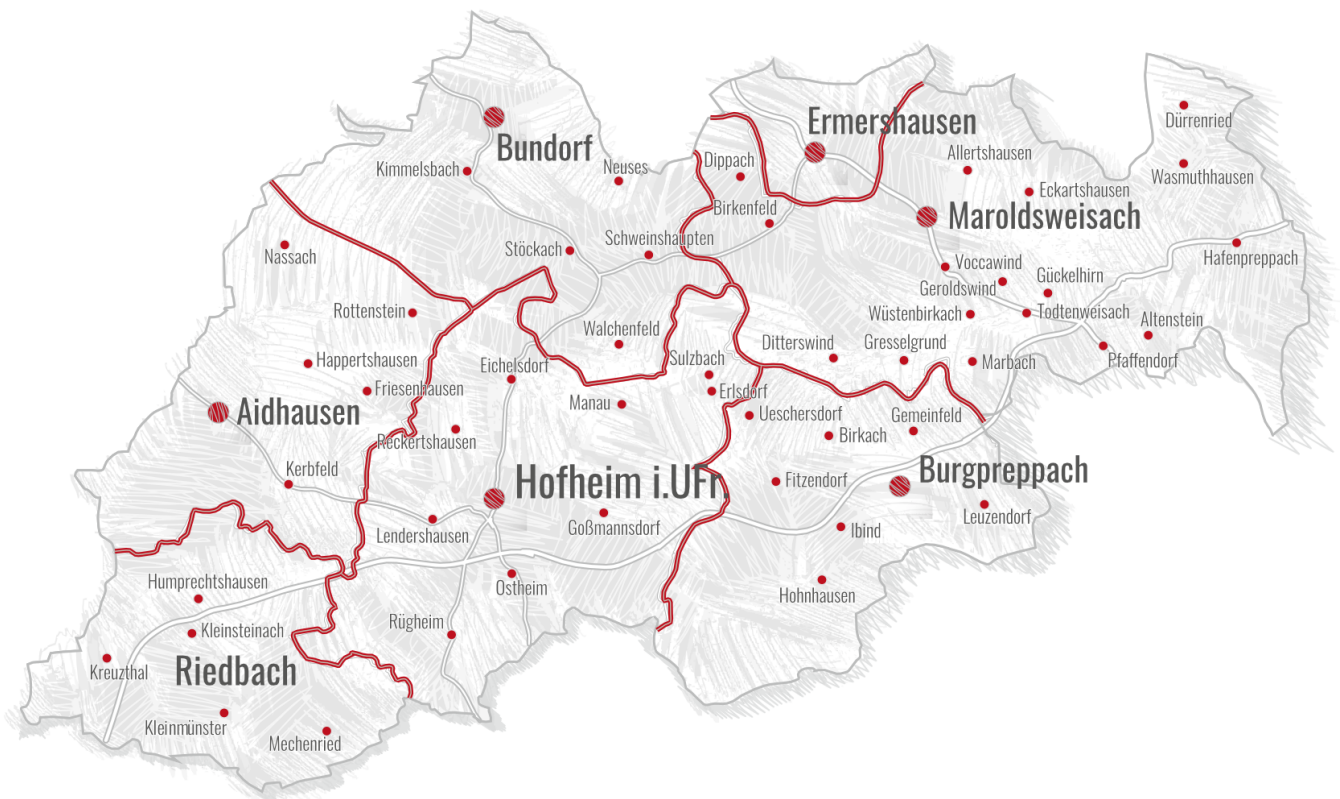 Bundorf
Kimmelsbach
Neuses
Dippach
Ermershausen
Allertshausen
Dürrenried
Wasmuthhausen
Eckartshausen
Maroldsweisach
Birkenfeld
Schweinshaupten
Stöckach
Nassach
Hafenpreppach
Voccawind
Geroldswind
Gückelhirn
Rottenstein
Wüstenbirkach
Todtenweisach
Altenstein
Walchenfeld
Ditterswind
Gresselgrund
Marbach
Pfaffendorf
Happertshausen
Eichelsdorf
Sulzbach
Friesenhausen
Erlsdorf
Manau
Aidhausen
Ueschersdorf
Gemeinfeld
Reckertshausen
Birkach
Kerbfeld
Hofheim i.UFr.
Fitzendorf
Burgpreppach
Leuzendorf
Lendershausen
Goßmannsdorf
Ibind
Humprechtshausen
Ostheim
Hohnhausen
Kleinsteinach
Rügheim
Kreuzthal
Riedbach
Kleinmünster
Mechenried